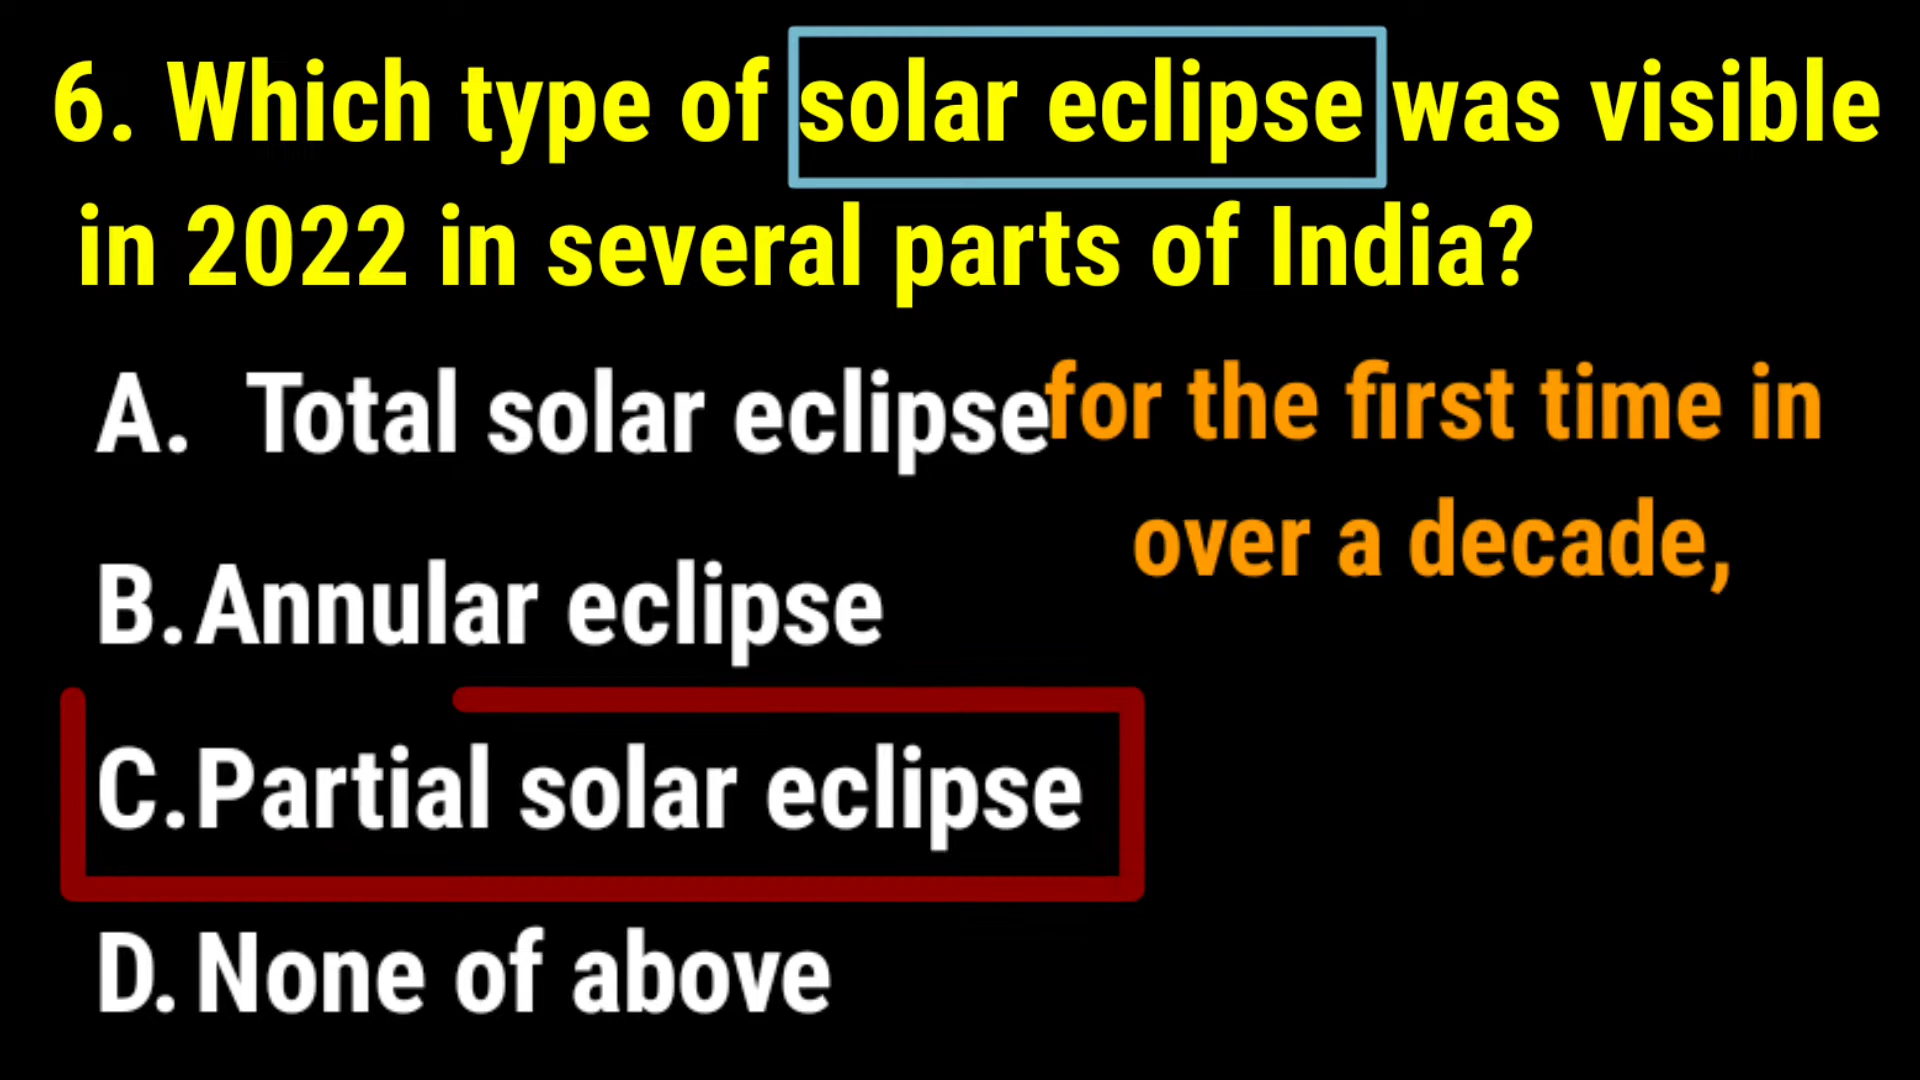 6. Which type of solar eclipse was visible
in 2022 in several parts of India?
A. Total solar eclipse
for the first time in
over a decade,
B. Annular eclipse
C. Partial solar eclipse
D. None of above